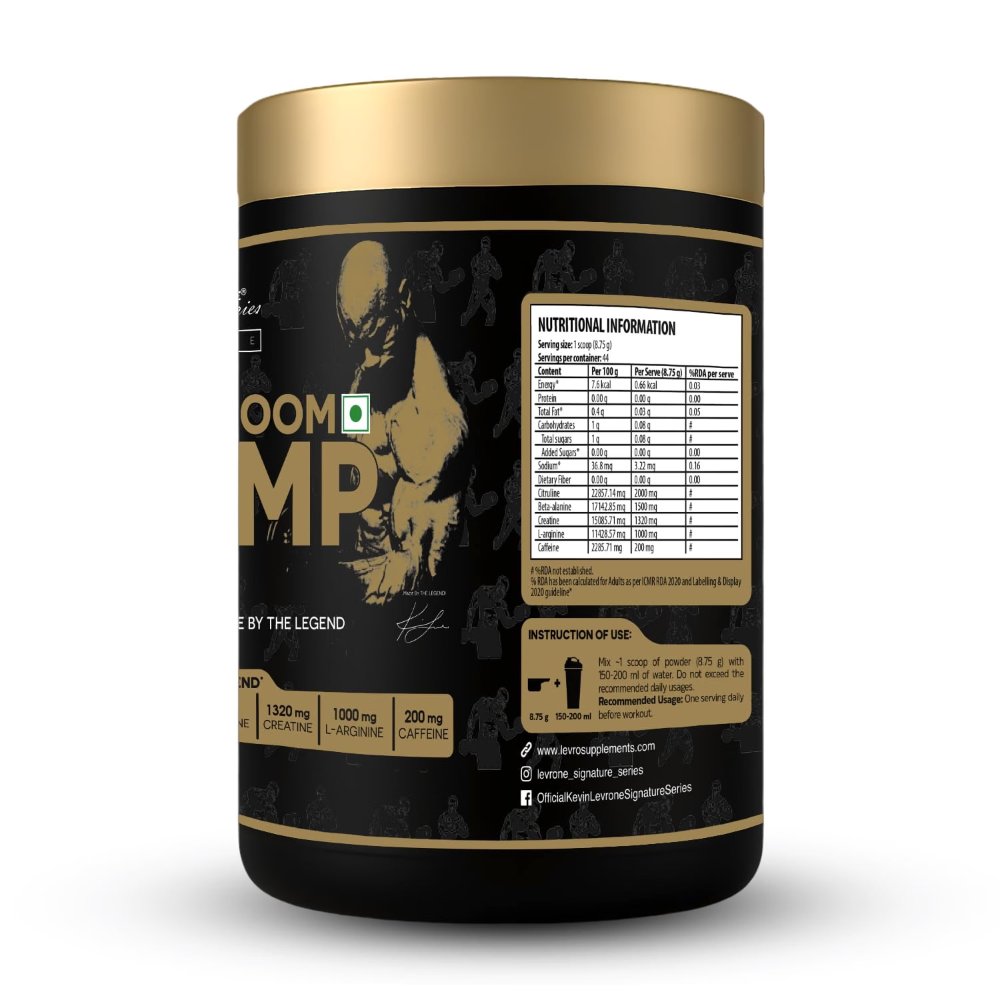 ®
ries
E
OOM
MP
Made By THE LEGEND!
E BY THE LEGEND
END*
NE
1320 mg
CREATINE
1000 mg
L-ARGININE
200 mg
CAFFEINE
NUTRITIONAL INFORMATION
Serving size: 1 scoop (8.75 g)
Servings per container: 44
Content Per 100 g Per Serve (8.75 g) %RDA per serve
Energy* 7.6 kcal 0.66 kcal 0.03
Protein 0.00 g 0.00 g 0.00
Total Fat* 0.4 g 0.03 g 0.05
Carbohydrates 1 g 0.08 g #
Total sugars 1 g 0.08 g #
Added Sugars* 0.00 g 0.00 g 0.00
Sodium* 36.8 mg 3.22 mg 0.16
Dietary Fiber 0.00 g 0.00 g 0.00
Citruline 22857.14 mg 2000 mg #
Beta-alanine 17142.85 mg 1500 mg #
Creatine 15085.71 mg 1320 mg #
L-arginine 11428.57 mg 1000 mg #
Caffeine 2285.71 mg 200 mg #
# %RDA not established.
% RDA has been calculated for Adults as per ICMR RDA 2020 and Labelling & Display
2020 guideline*
INSTRUCTION OF USE:
+
8.75 g 150-200 ml
Mix ~1 scoop of powder (8.75 g) with
150-200 ml of water. Do not exceed the
recommended daily usages.
Recommended Usage: One serving daily
before workout.
www.levrosupplements.com
levrone_signature_series
OfficialKevinLevroneSignatureSeries